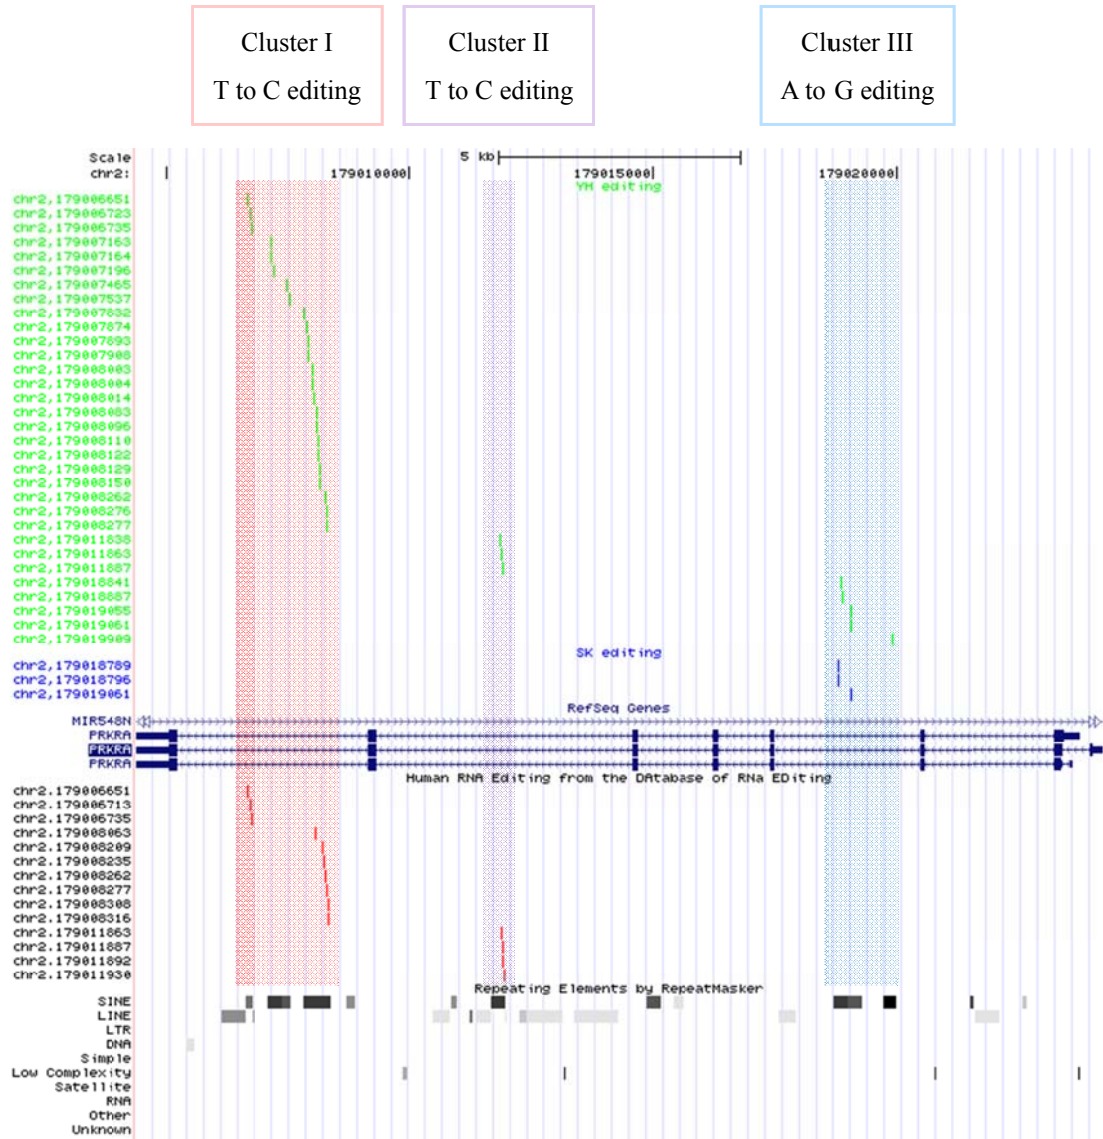 Cluster I
T to C editing
Cluster II
T to C editing
Cluster III
A to G editing
Scale 5 kb
chr2: 179010000 179015000 179020000
YH editing
chr2,179006651
chr2,179006723
chr2,179006735
chr2,179007163
chr2,179007164
chr2,179007196
chr2,179007465
chr2,179007537
chr2,179007832
chr2,179007874
chr2,179007893
chr2,179007908
chr2,179008003
chr2,179008004
chr2,179008014
chr2,179008083
chr2,179008096
chr2,179008110
chr2,179008122
chr2,179008129
chr2,179008150
chr2,179008262
chr2,179008276
chr2,179008277
chr2,179011838
chr2,179011863
chr2,179011887
chr2,179018841
chr2,179018887
chr2,179019055
chr2,179019061
chr2,179019909
SK editing
chr2,179018789
chr2,179018796
chr2,179019061
RefSeq Genes
MIR548N
PRKRA
PRKRA
PRKRA
Human RNA Editing from the DAtabase of RNa EDiting
chr2.179006651
chr2.179006713
chr2.179006735
chr2.179008063
chr2.179008209
chr2.179008235
chr2.179008262
chr2.179008277
chr2.179008308
chr2.179008316
chr2.179011863
chr2.179011887
chr2.179011892
chr2.179011930
Repeating Elements by RepeatMasker
SINE
LINE
LTR
DNA
Simple
Low Complexity
Satellite
RNA
Other
Unknown